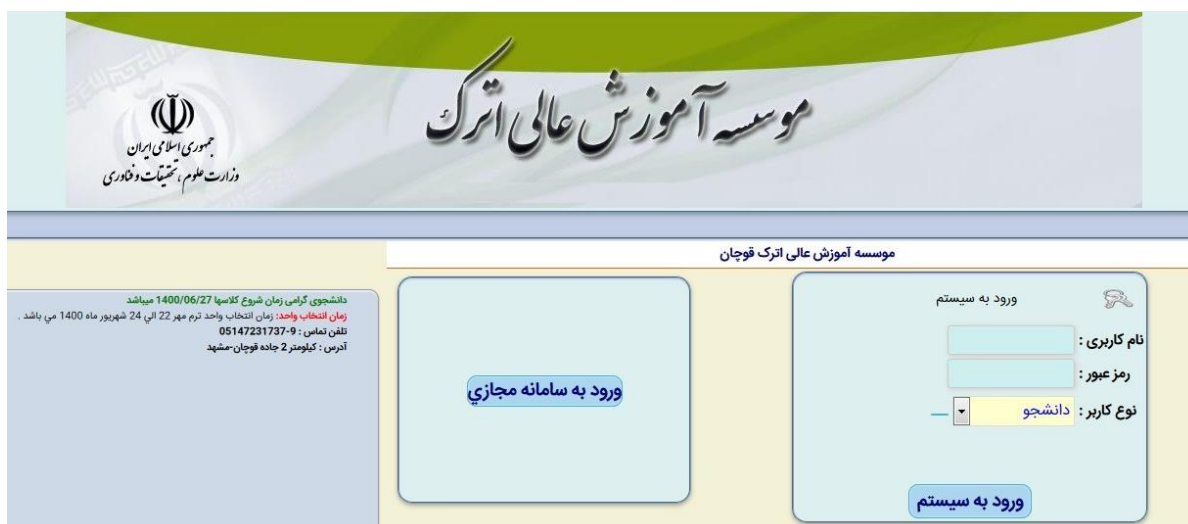 موسسه آموزش عالی اترک
جمهوری اسلامی ایران
وزارت علوم، تحقیقات و فناوری
موسسه آموزش عالی اترک قوچان
ورود به سیستم
نام کاربری :
رمز عبور :
نوع کاربر : دانشجو
ورود به سیستم
ورود به سامانه مجازي
دانشجوی گرامی زمان شروع کلاسها 1400/06/27 میباشد
زمان انتخاب واحد: زمان انتخاب واحد ترم مهر 22 الي 24 شهریور ماه 1400 مي باشد .
تلفن تماس : 9-05147231737
آدرس : کیلومتر 2 جاده قوچان-مشهد